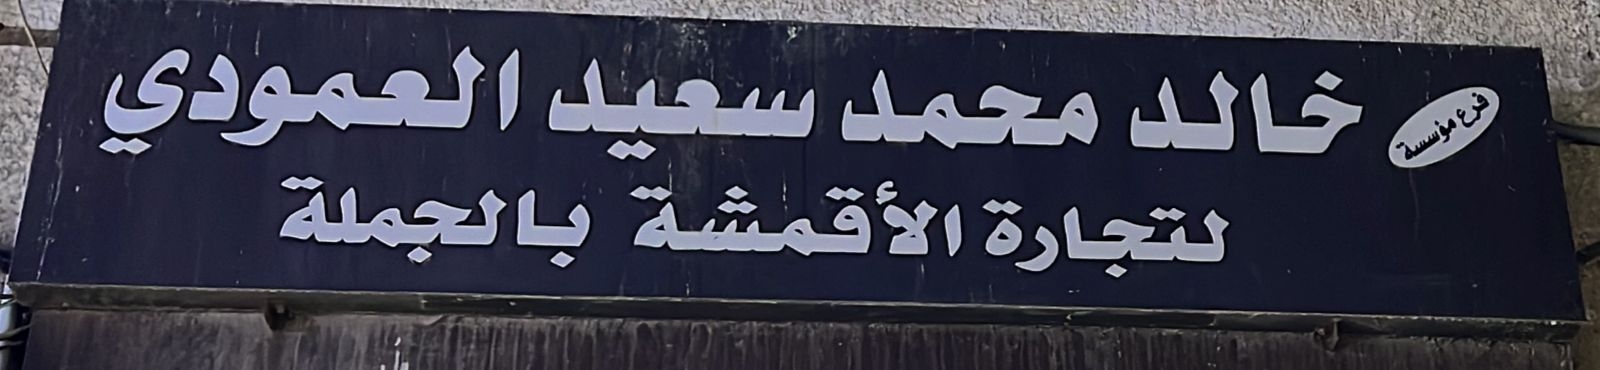 فرع مؤسسة
خالد محمد سعيد العمودي
لتجارة الأقمشة بالجملة